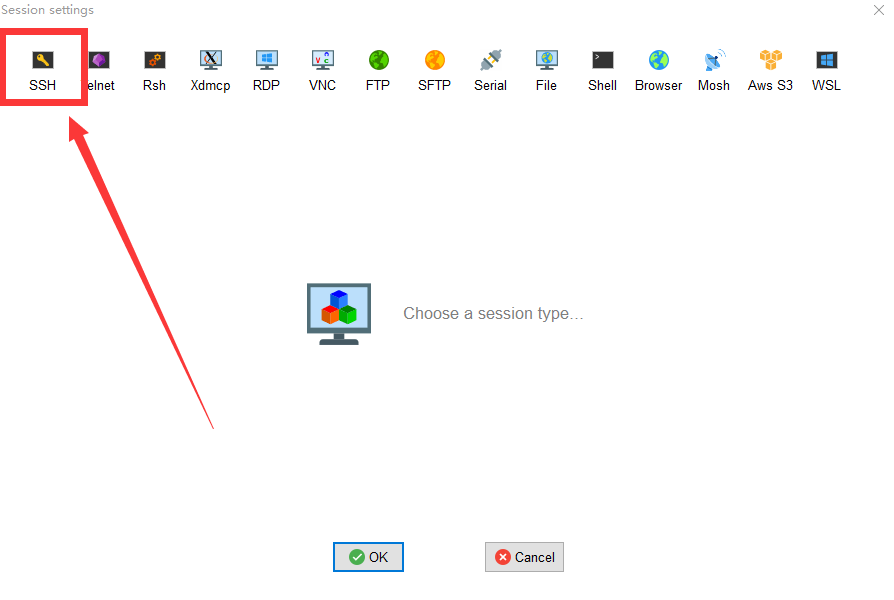 Session settings
SSH elnet Rsh Xdmcp RDP VNC FTP SFTP Serial File Shell Browser Mosh Aws S3 WSL
Choose a session type...
OK Cancel